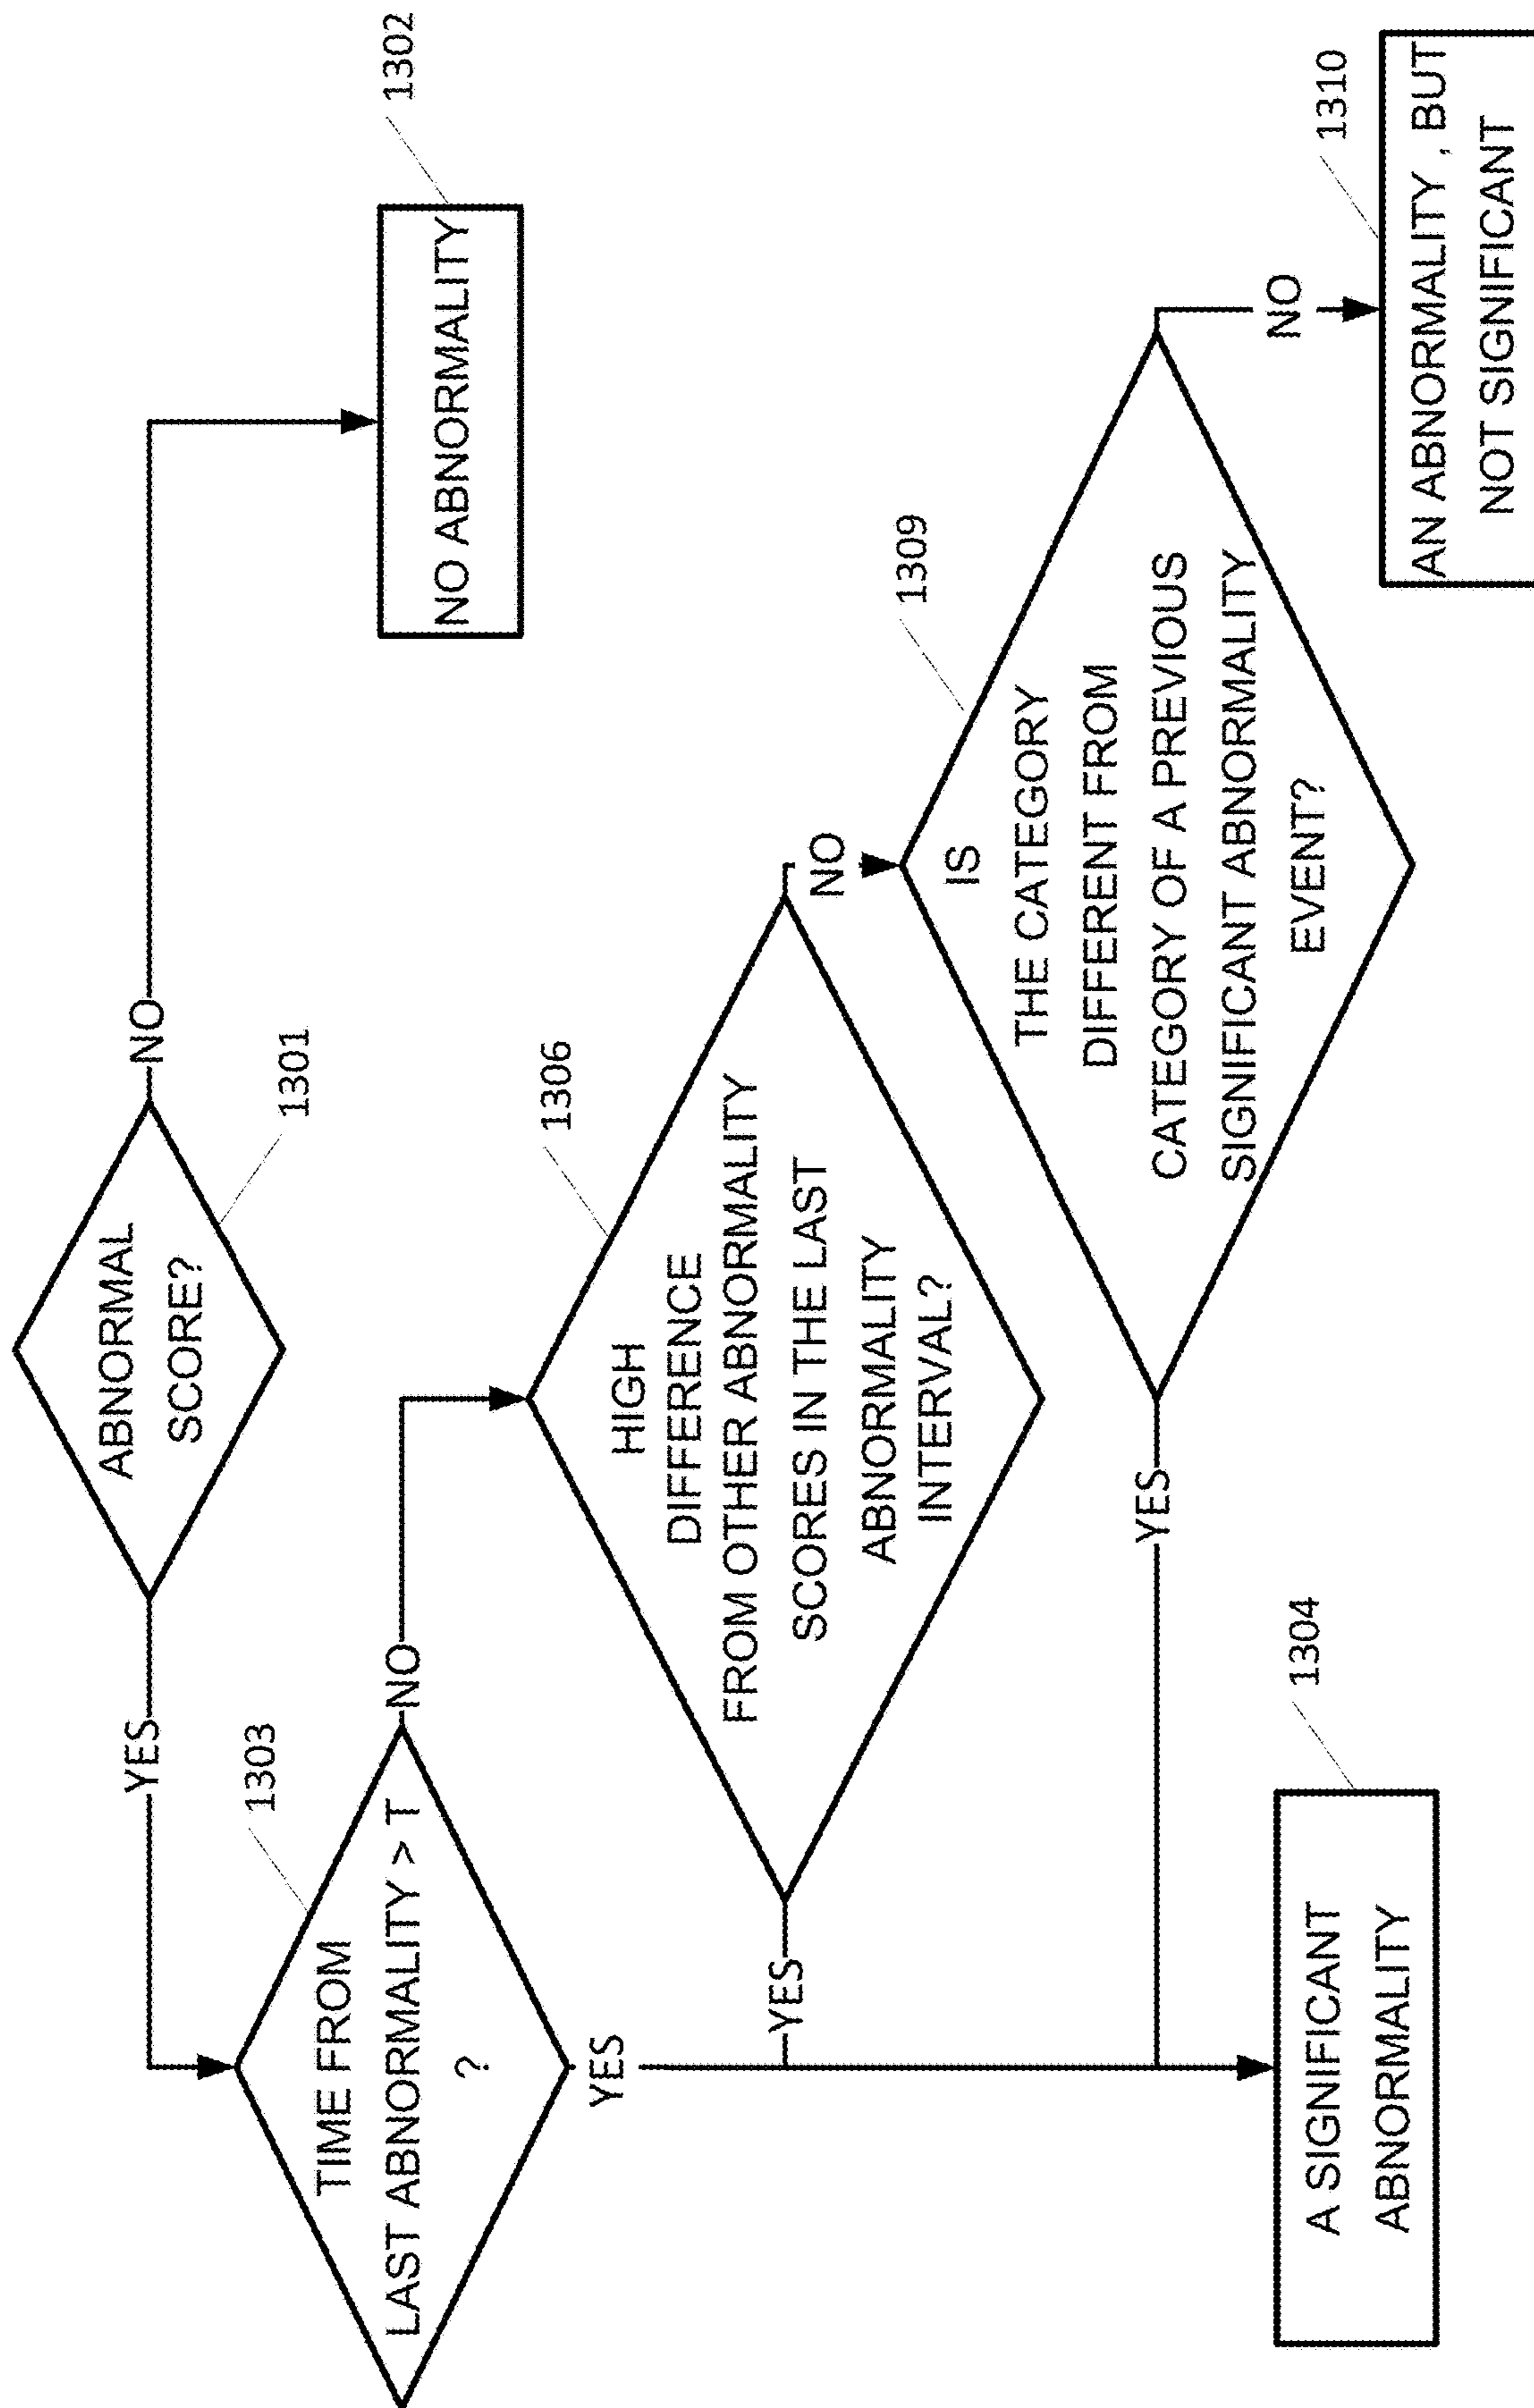 ABNORMAL
SCORE?
1301
NO
1302
NO ABNORMALITY
YES
1303
TIME FROM
LAST ABNORMALITY > T
?
NO
YES
1306
HIGH
DIFFERENCE
FROM OTHER ABNORMALITY
SCORES IN THE LAST
ABNORMALITY
INTERVAL?
YES
NO
1309
IS
THE CATEGORY
DIFFERENT FROM
CATEGORY OF A PREVIOUS
SIGNIFICANT ABNORMALITY
EVENT?
YES
NO
1304
A SIGNIFICANT
ABNORMALITY
1310
AN ABNORMALITY , BUT
NOT SIGNIFICANT